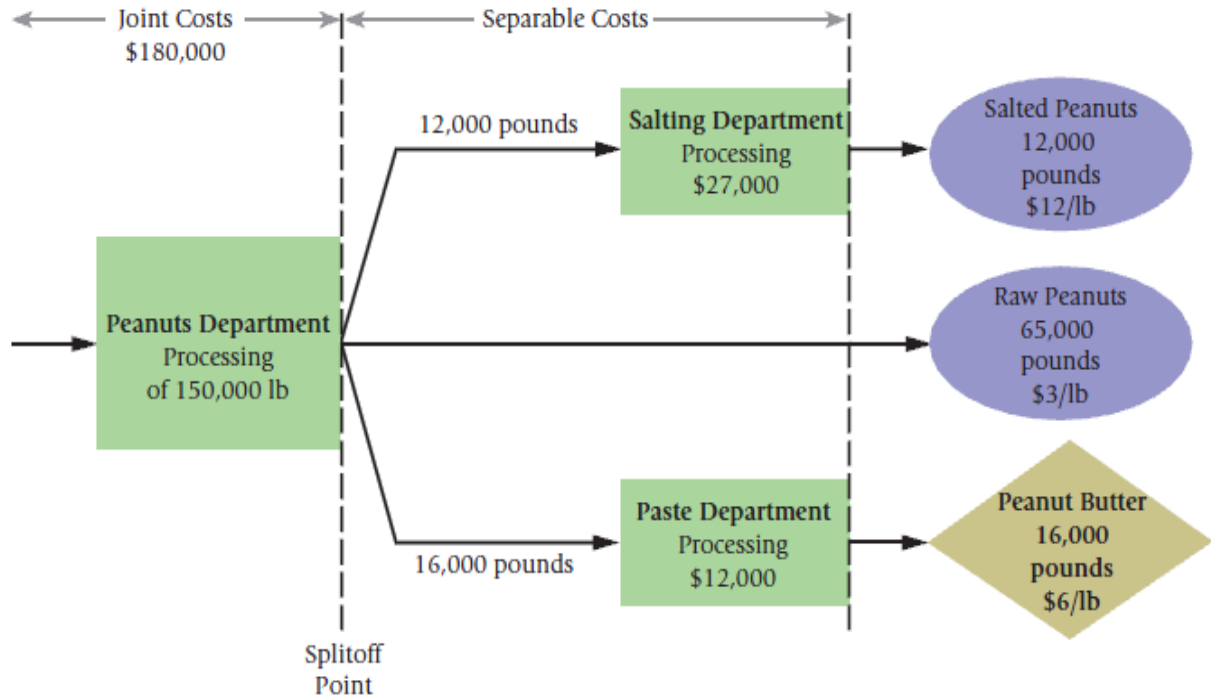 Joint Costs
$180,000
Separable Costs
12,000 pounds
Salting Department
Processing
$27,000
Salted Peanuts
12,000
pounds
$12/lb
Peanuts Department
Processing
of 150,000 lb
Raw Peanuts
65,000
pounds
$3/lb
16,000 pounds
Paste Department
Processing
$12,000
Peanut Butter
16,000
pounds
$6/lb
Splitoff
Point